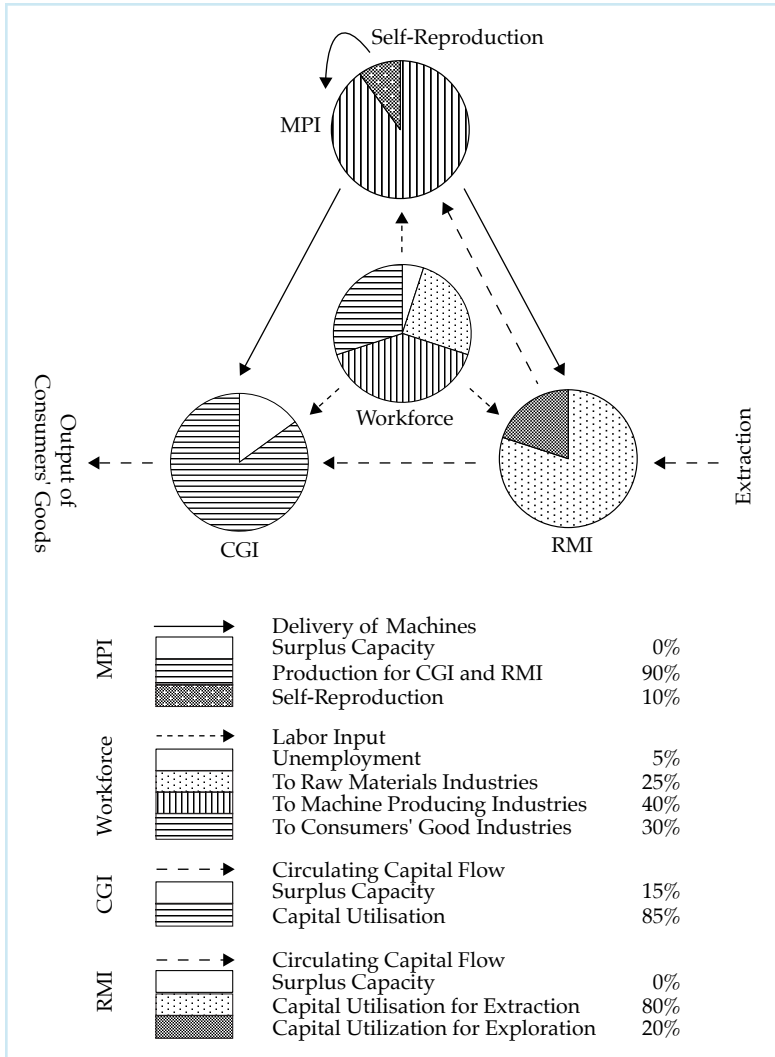 Self-Reproduction
MPI
Workforce
Output of
Consumers' Goods
CGI
RMI
Extraction
MPI
Delivery of Machines
Surplus Capacity 0%
Production for CGI and RMI 90%
Self-Reproduction 10%
Workforce
Labor Input
Unemployment 5%
To Raw Materials Industries 25%
To Machine Producing Industries 40%
To Consumers' Good Industries 30%
CGI
Circulating Capital Flow
Surplus Capacity 15%
Capital Utilisation 85%
RMI
Circulating Capital Flow
Surplus Capacity 0%
Capital Utilisation for Extraction 80%
Capital Utilization for Exploration 20%